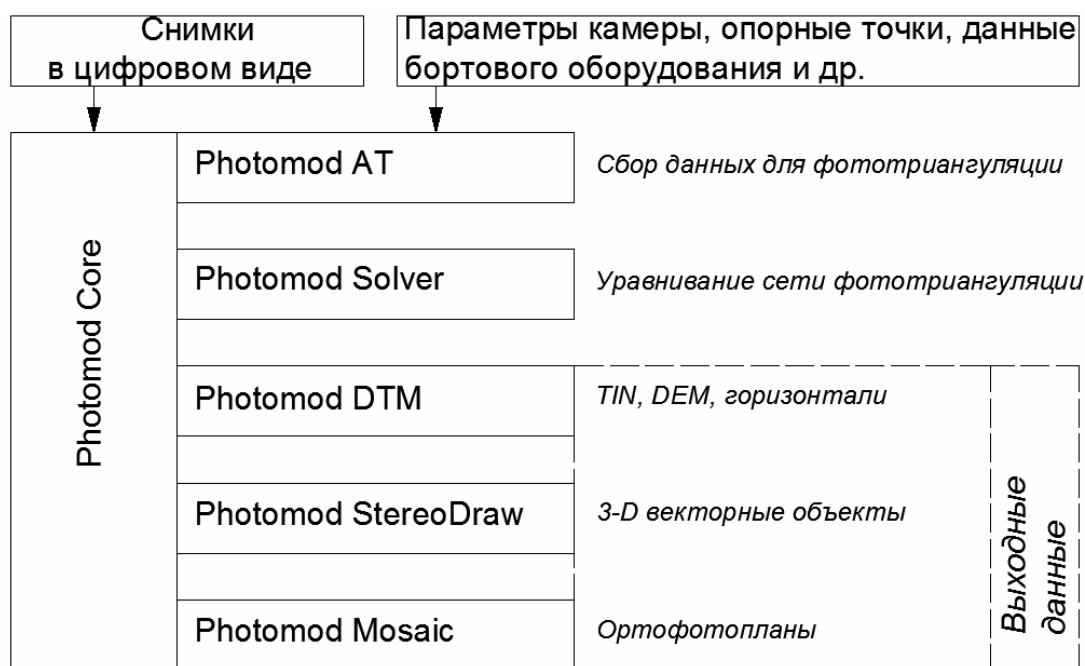 Снимки
в цифровом виде
Параметры камеры, опорные точки, данные
бортового оборудования и др.
Photomod Core
Photomod AT
Сбор данных для фототриангуляции
Photomod Solver
Уравнивание сети фототриангуляции
Photomod DTM
TIN, DEM, горизонтали
Photomod StereoDraw
3-D векторные объекты
Photomod Mosaic
Ортофотопланы
Выходные
данные